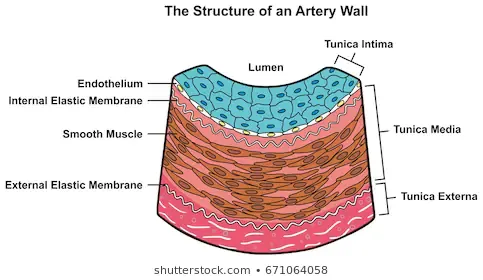 The Structure of an Artery Wall
Tunica Intima
Lumen
Endothelium
Internal Elastic Membrane
Smooth Muscle
Tunica Media
External Elastic Membrane
Tunica Externa
shutterstock.com • 671064058